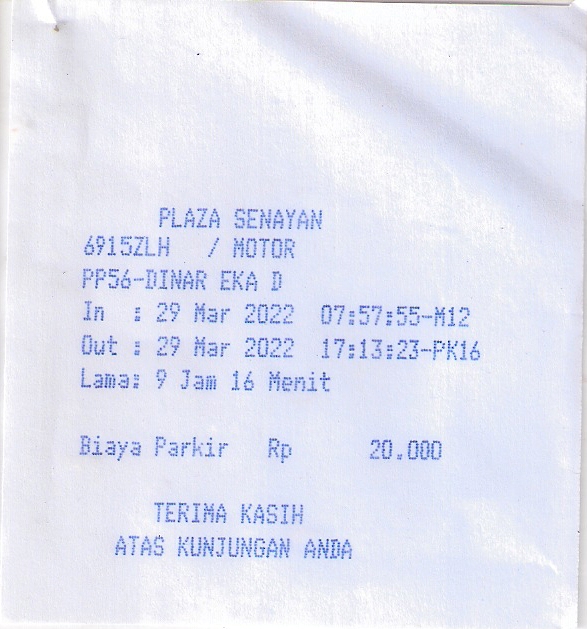 PLAZA SENAYAN
6915ZLH / MOTOR
PP56-DINAR EKA D
In : 29 Mar 2022 07:57:55-M12
Out : 29 Mar 2022 17:13:23-PK16
Lama: 9 Jam 16 Menit
Biaya Parkir Rp 20.000
TERIMA KASIH
ATAS KUNJUNGAN ANDA